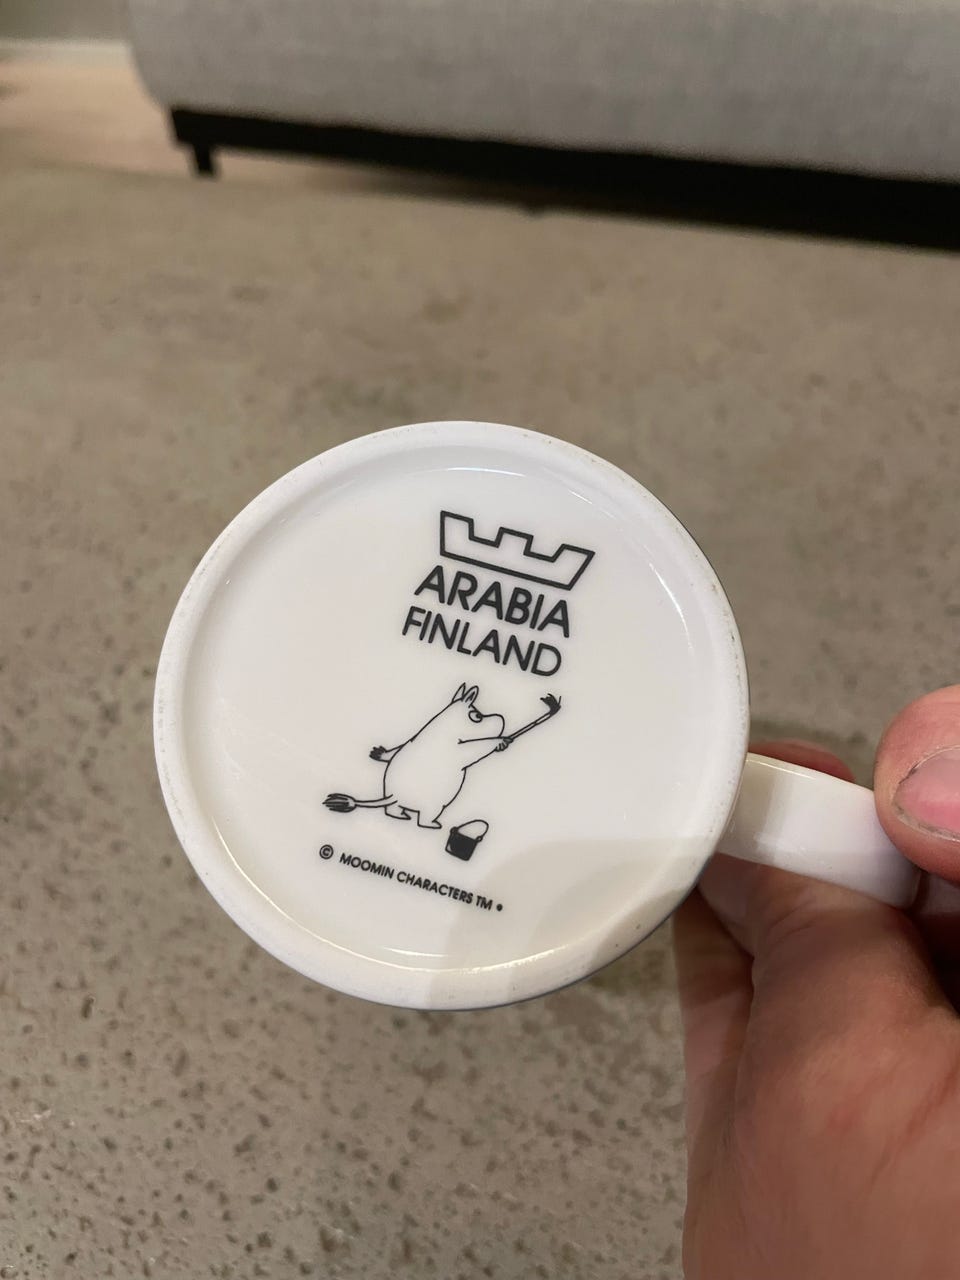 ARABIA
FINLAND
© MOOMIN CHARACTERS TM •